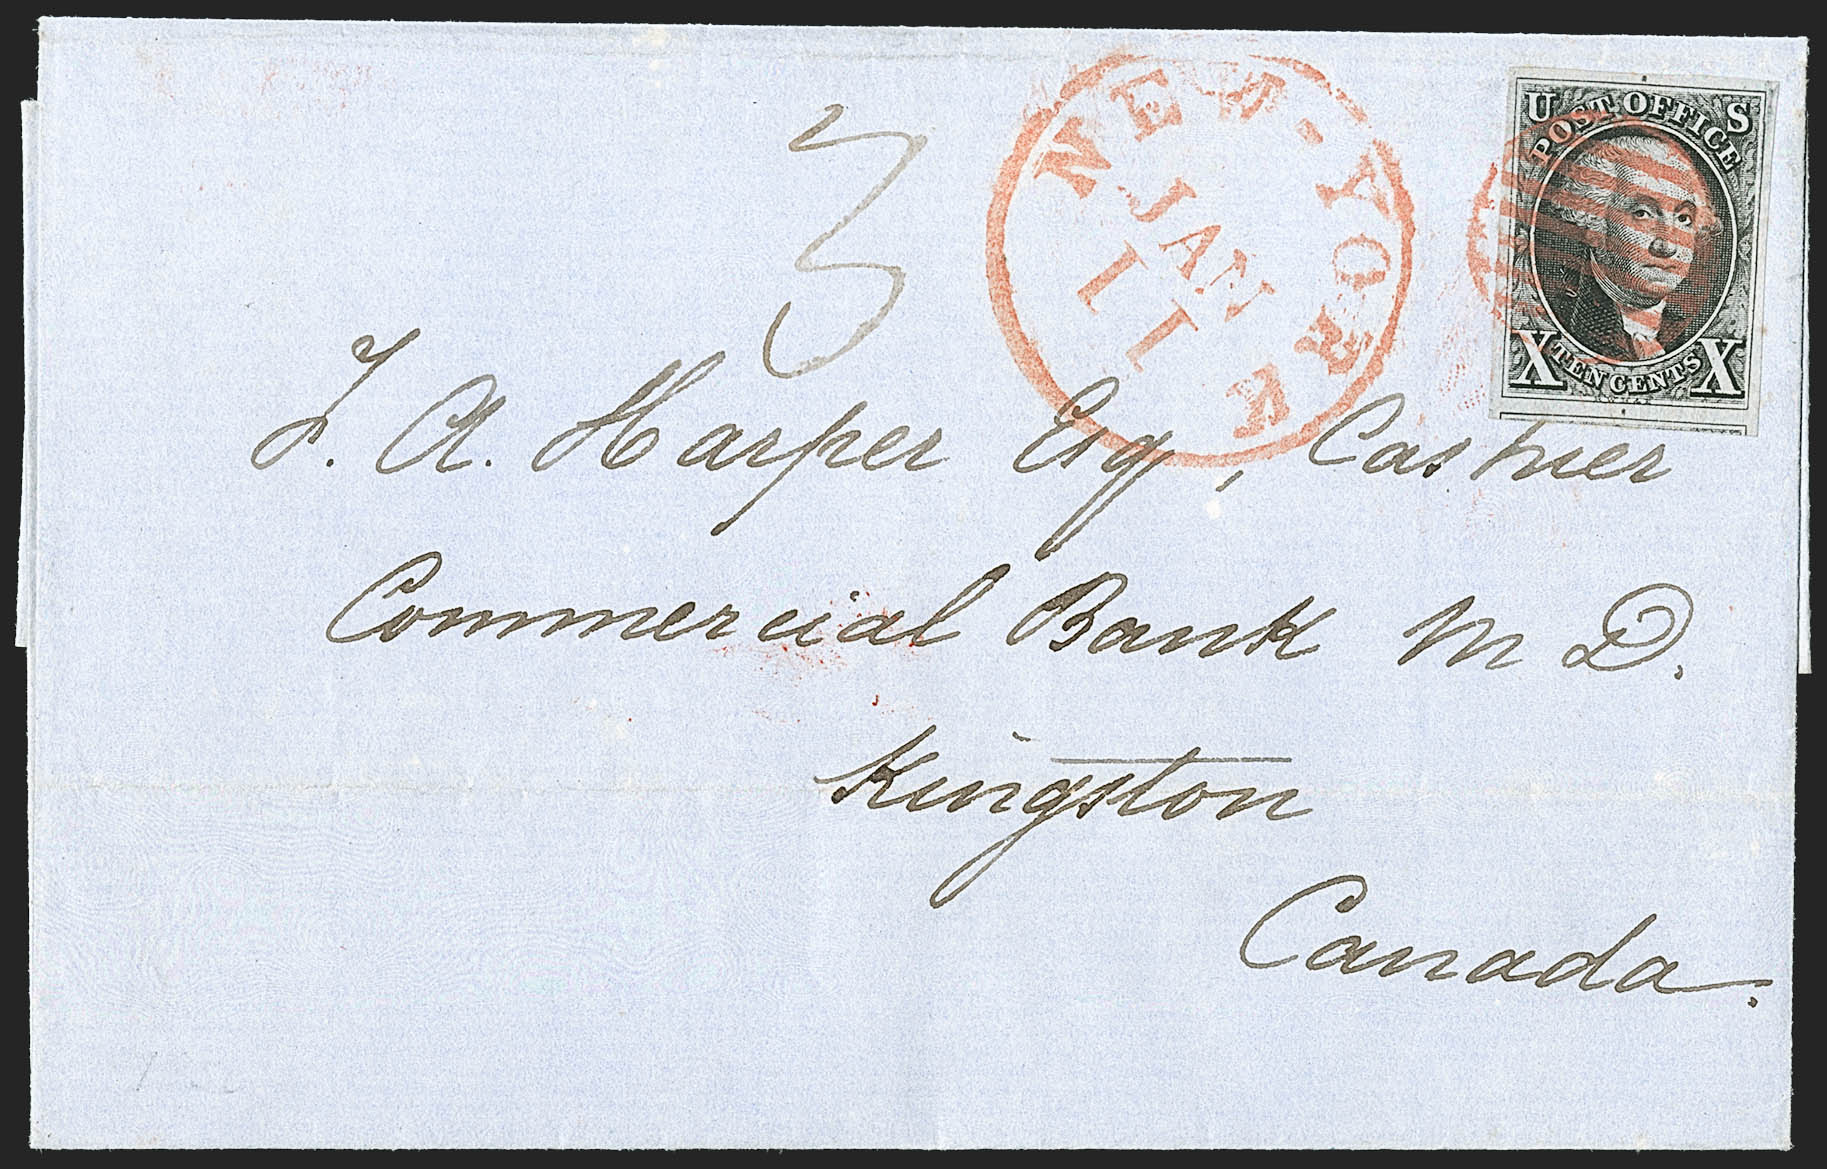 3
NEW-YORK
JAN
11
U S
POST OFFICE
X TEN CENTS X
F. A. Harper Esq, Cashier
Commercial Bank M D.
Kingston
Canada.